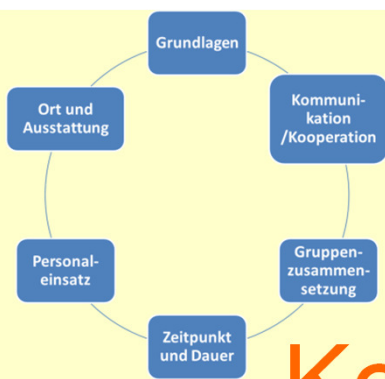 Grundlagen
Kommuni-
kation
/Kooperation
Gruppen-
zusammen-
setzung
Zeitpunkt
und Dauer
Personal-
einsatz
Ort und
Ausstattung